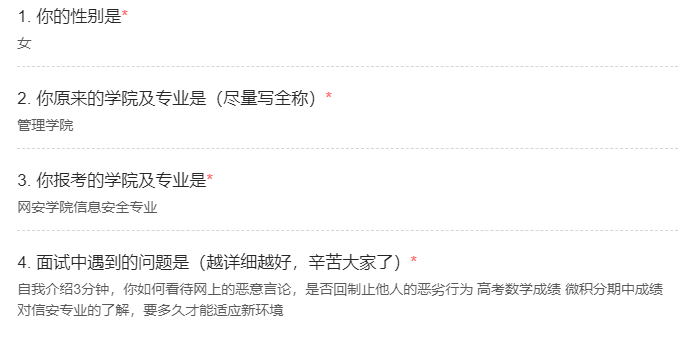 1. 你的性别是*
女
2. 你原来的学院及专业是（尽量写全称）*
管理学院
3. 你报考的学院及专业是*
网安学院信息安全专业
4. 面试中遇到的问题是（越详细越好，辛苦大家了）*
自我介绍3分钟，你如何看待网上的恶意言论，是否回制止他人的恶劣行为 高考数学成绩 微积分期中成绩
对信安专业的了解，要多久才能适应新环境